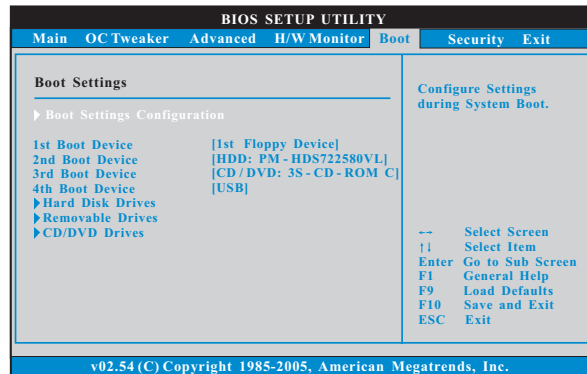 BIOS SETUP UTILITY
Main OC Tweaker Advanced H/W Monitor Boot Security Exit
Boot Settings
Boot Settings Configuration
1st Boot Device [1st Floppy Device]
2nd Boot Device [HDD: PM - HDS722580VL]
3rd Boot Device [CD / DVD: 3S - CD - ROM C]
4th Boot Device [USB]
Hard Disk Drives
Removable Drives
CD/DVD Drives
Configure Settings
during System Boot.
←→ Select Screen
↑↓ Select Item
Enter Go to Sub Screen
F1 General Help
F9 Load Defaults
F10 Save and Exit
ESC Exit
v02.54 (C) Copyright 1985-2005, American Megatrends, Inc.